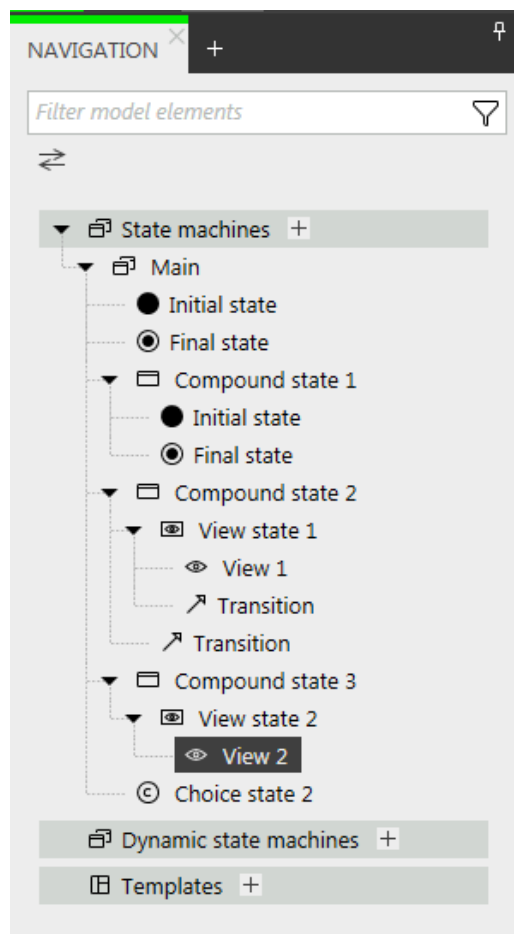 NAVIGATION
Filter model elements
State machines
Main
Initial state
Final state
Compound state 1
Initial state
Final state
Compound state 2
View state 1
View 1
Transition
Transition
Compound state 3
View state 2
View 2
Choice state 2
Dynamic state machines
Templates